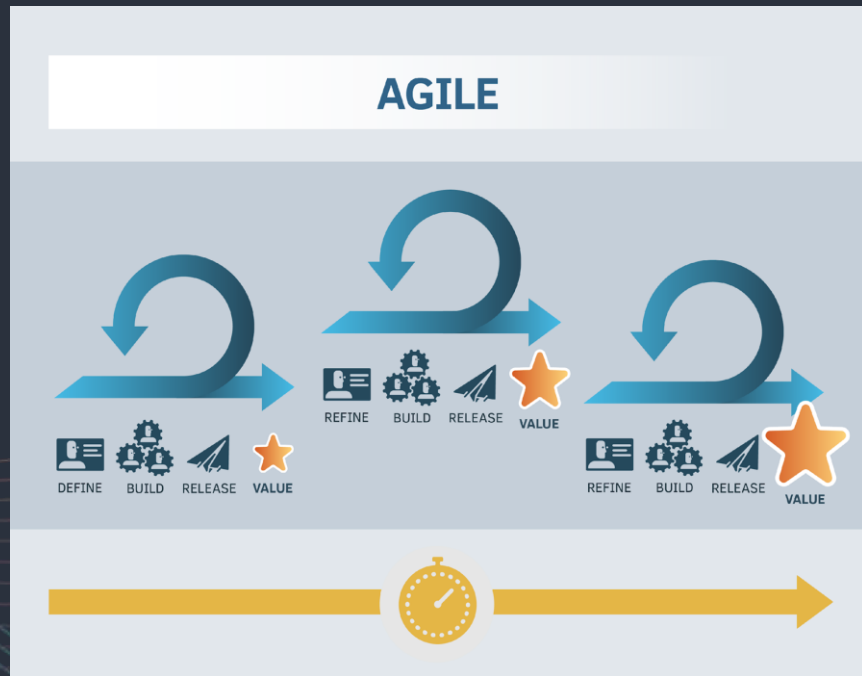 AGILE
DEFINE BUILD RELEASE VALUE
REFINE BUILD RELEASE VALUE
REFINE BUILD RELEASE VALUE